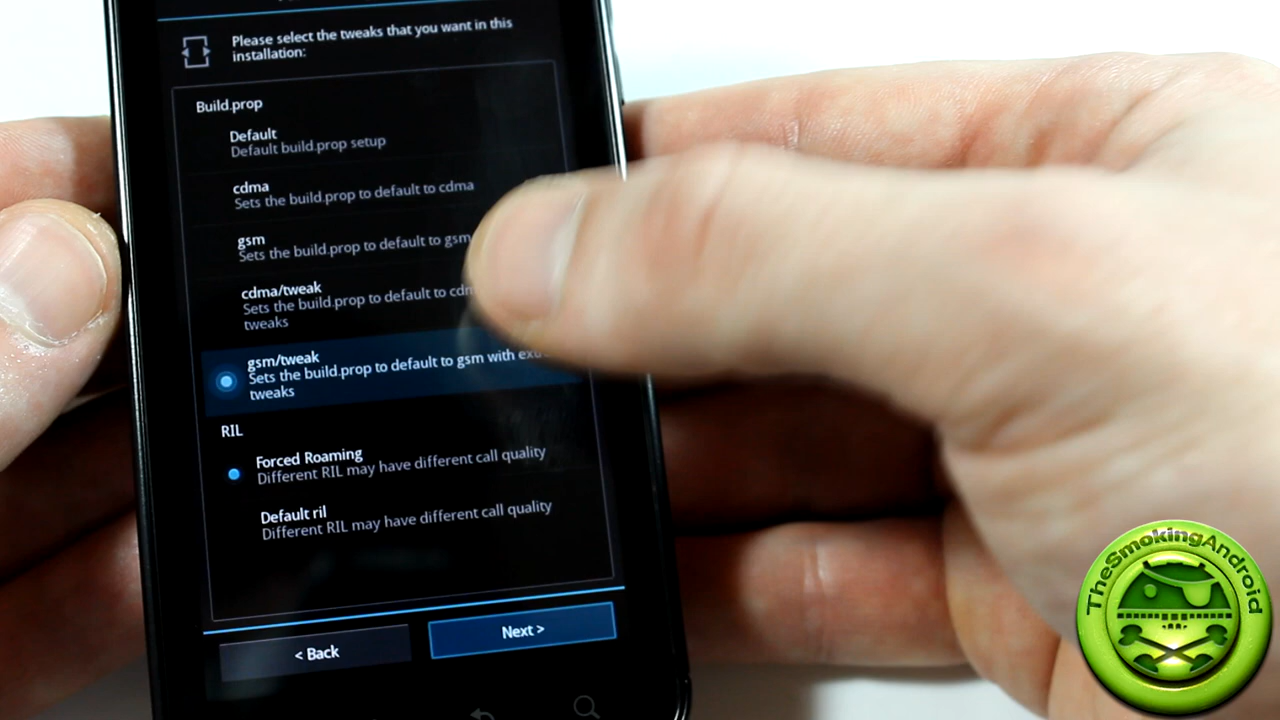 Please select the tweaks that you want in this
installation:
Build.prop
Default
Default build.prop setup
cdma
Sets the build.prop to default to cdma
gsm
Sets the build.prop to default to gsm
cdma/tweak
Sets the build.prop to default to
tweaks
gsm/tweak
Sets the build.prop to default to gsm with
tweaks
RIL
Forced Roaming
Different RIL may have different call quality
Default ril
Different RIL may have different call quality
< Back
Next >
TheSmokingAndroid